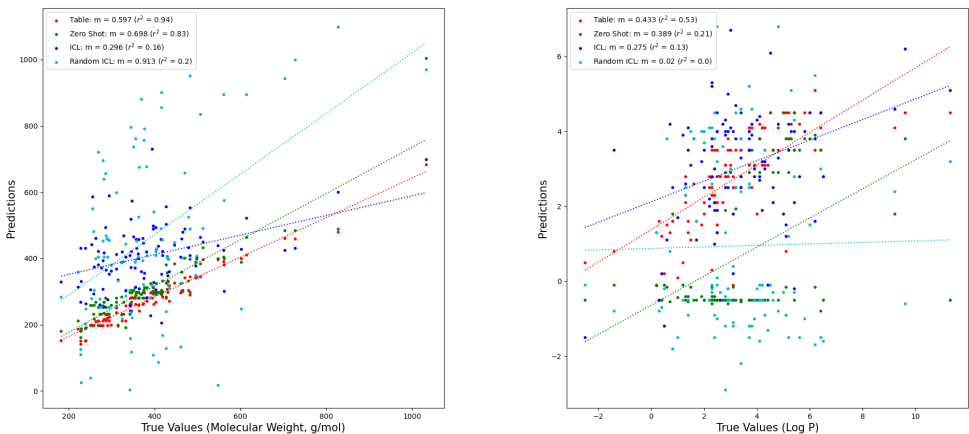 Table: m = 0.597 (r² = 0.94)
Zero Shot: m = 0.698 (r² = 0.83)
ICL: m = 0.296 (r² = 0.16)
Random ICL: m = 0.913 (r² = 0.2)
1000
800
600
400
200
0
Predictions
200
400
600
800
1000
True Values (Molecular Weight, g/mol)
Table: m = 0.433 (r² = 0.53)
Zero Shot: m = 0.389 (r² = 0.21)
ICL: m = 0.275 (r² = 0.13)
Random ICL: m = 0.02 (r² = 0.0)
6
4
2
0
−2
Predictions
−2
0
2
4
6
8
10
True Values (Log P)